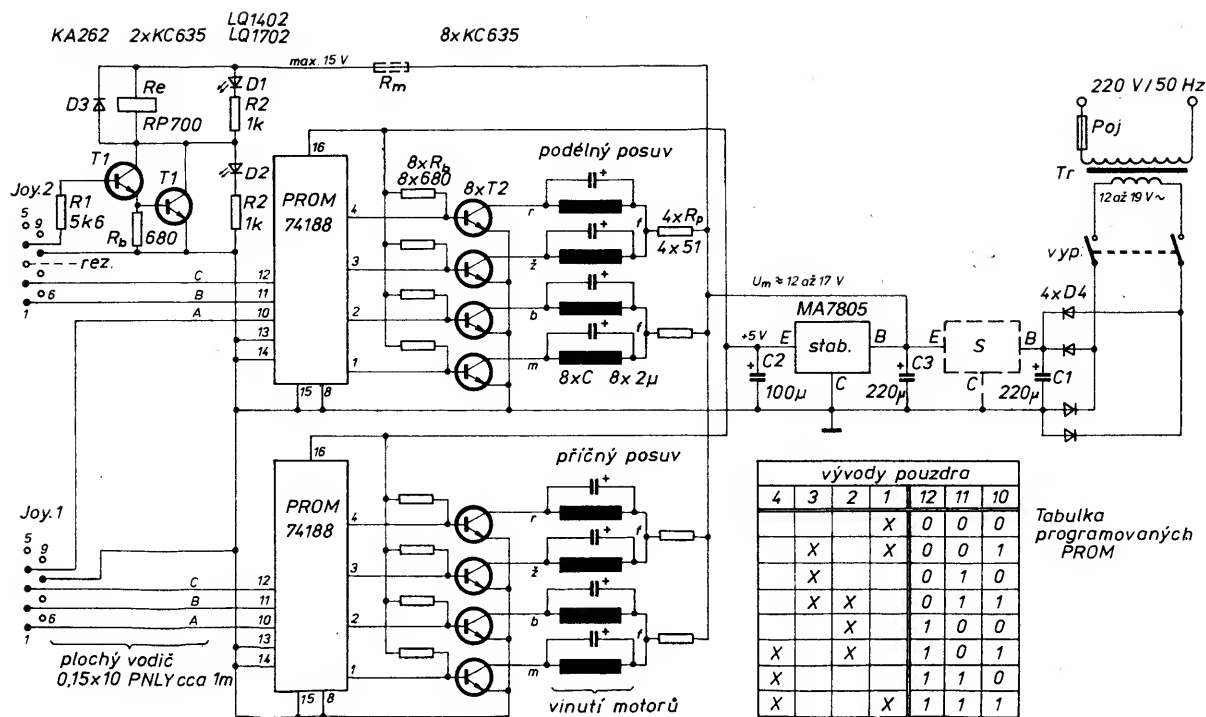 KA262 2xKC635 LQ1402
LQ1702
8xKC635
max. 15 V
Rm
D3
Re
RP700
D1
R2
1k
T1
T1
D2
R2
1k
Joy.2
5
9
R1
5k6
Rb
680
rez.
C
B
A
6
1
12
11
10
13
14
16
PROM
74188
4
3
2
1
15
8
8xRb
8x680
8xT2
podélný posuv
r
ž
b
m
f
f
4xRp
4x51
8xC
8x2µ
220 V/50 Hz
Poj
Tr
12 až 19 V~
vyp.
4xD4
Um ≈ 12 až 17 V
MA7805
+5V
E
stab.
B
C
C2
100µ
C3
220µ
E
S
B
C
C1
220µ
Joy.1
5
9
C
B
A
6
1
12
11
10
13
14
16
PROM
74188
4
3
2
1
15
8
příčný posuv
r
ž
b
m
f
f
plochý vodič
0,15x10 PNLY cca 1m
vinutí motorů
vývody pouzdra
4 3 2 1 12 11 10
X 0 0 0
X X 0 0 1
X 0 1 0
X X 0 1 1
X 1 0 0
X X 1 0 1
X 1 1 0
X X 1 1 1
Tabulka
programovaných
PROM